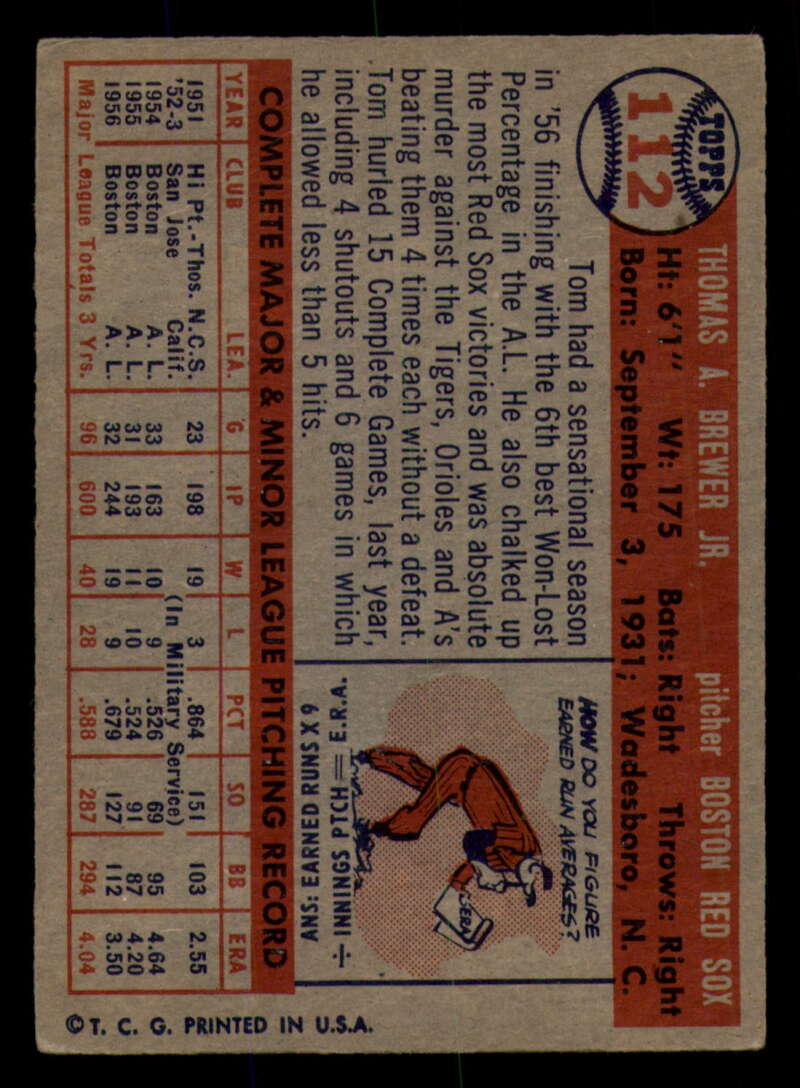 TOPPS
112
THOMAS A. BREWER JR. pitcher BOSTON RED SOX
Ht: 6'1" Wt: 175 Bats: Right Throws: Right
Born: September 3, 1931; Wadesboro, N. C.
Tom had a sensational season
in '56 finishing with the 6th best Won-Lost
Percentage in the A.L. He also chalked up
the most Red Sox victories and was absolute
murder against the Tigers, Orioles and A's
beating them 4 times each without a defeat.
Tom hurled 15 Complete Games, last year,
including 4 shutouts and 6 games in which
he allowed less than 5 hits.
HOW DO YOU FIGURE
EARNED RUN AVERAGES?
ERA
ANS: EARNED RUNS X 9
÷ INNINGS PTCH = E.R.A.
COMPLETE MAJOR & MINOR LEAGUE PITCHING RECORD
YEAR CLUB LEA. G IP W L PCT SO BB ERA
1951 Hi Pt.-Thos. N.C.S. 23 198 19 3 .864 151 103 2.55
'52-3 San Jose Calif. (In Military Service)
1954 Boston A. L. 33 163 10 9 .526 69 95 4.64
1955 Boston A. L. 31 193 11 10 .524 91 87 4.20
1956 Boston A. L. 32 244 19 9 .679 127 112 3.50
Major League Totals 3 Yrs. 96 600 40 28 .588 287 294 4.04
© T. C. G. PRINTED IN U.S.A.